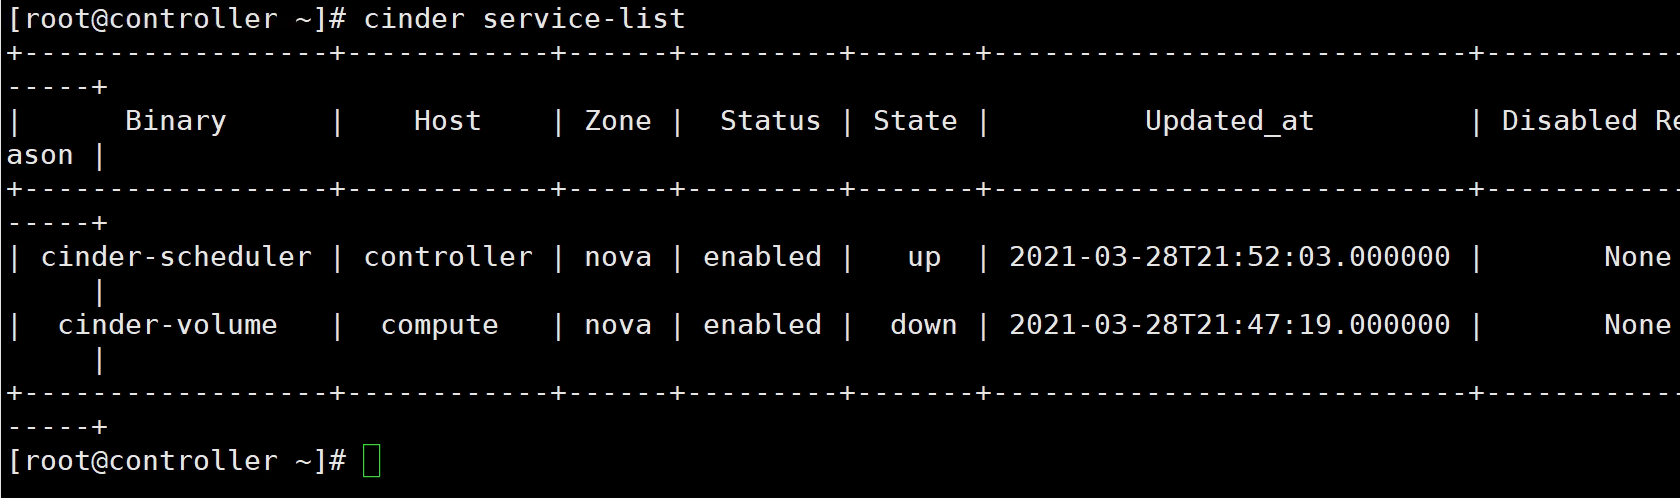 [root@controller ~]# cinder service-list
+------------------+------------+------+---------+-------+----------------------------+------------
-----+
|      Binary      |    Host    | Zone |  Status | State |         Updated_at         | Disabled Re
ason |
+------------------+------------+------+---------+-------+----------------------------+------------
-----+
| cinder-scheduler | controller | nova | enabled |   up  | 2021-03-28T21:52:03.000000 |       None
     |
|  cinder-volume   |  compute   | nova | enabled |  down | 2021-03-28T21:47:19.000000 |       None
     |
+------------------+------------+------+---------+-------+----------------------------+------------
-----+
[root@controller ~]#